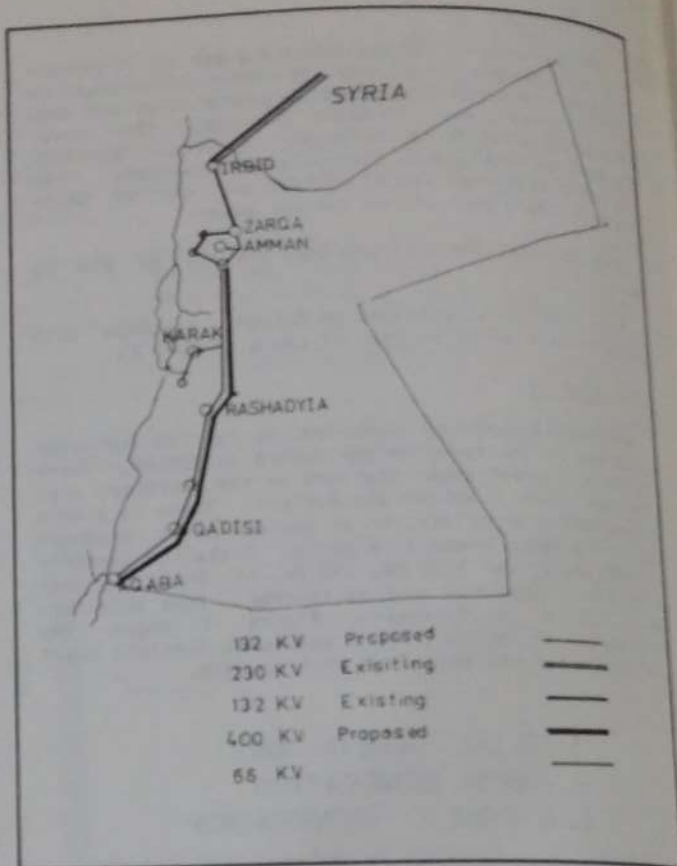 SYRIA
IRBID
ZARQA
AMMAN
KARAK
RASHADYIA
QADISI
AQABA
132 KV Proposed
230 KV Exisiting
132 KV Existing
400 KV Proposed
66 KV